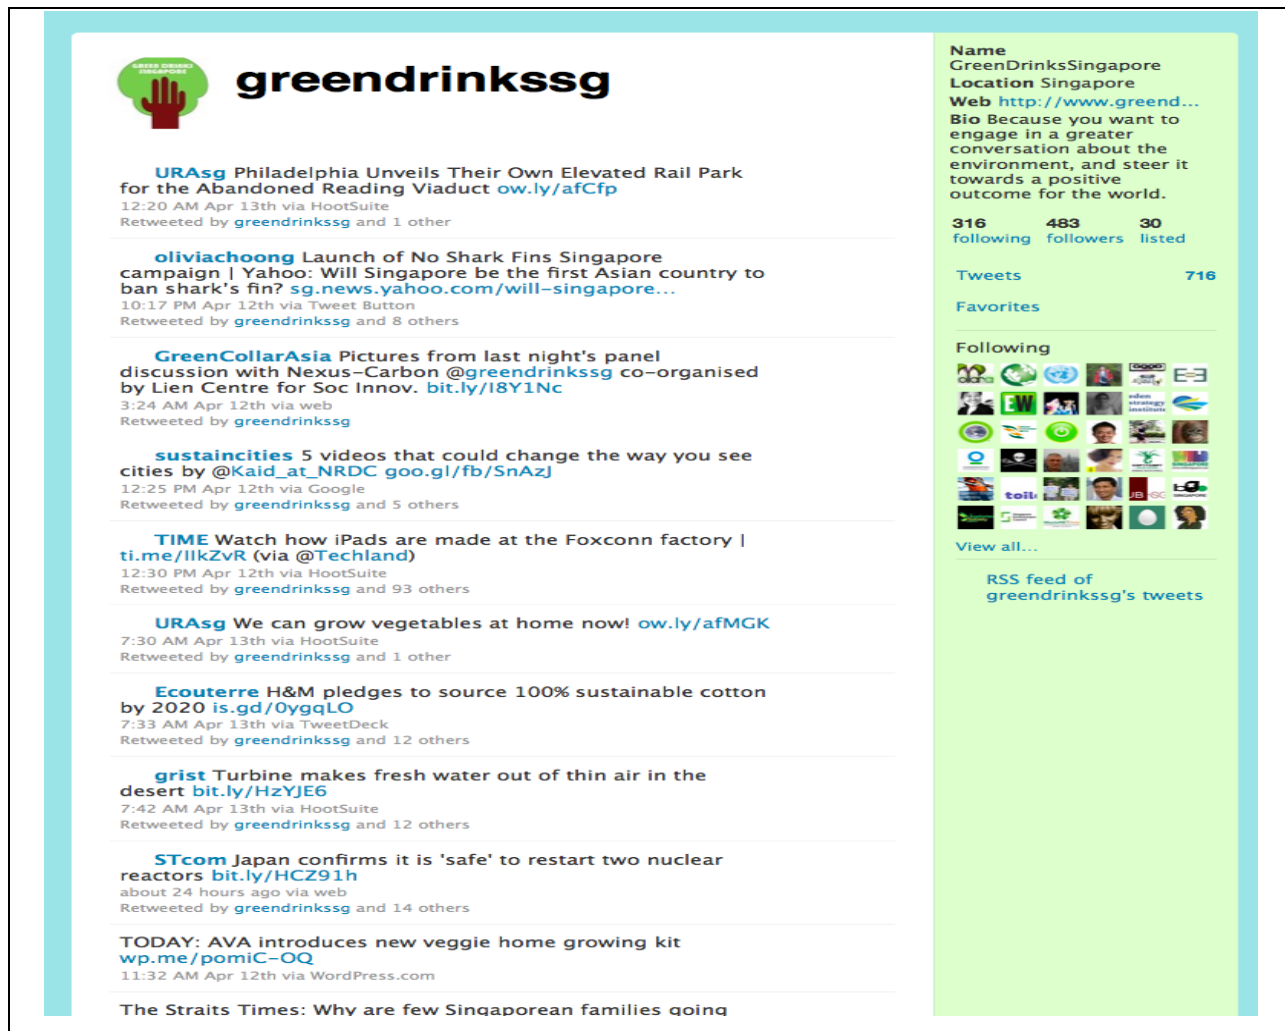 GREEN DRINKS
SINGAPORE
greendrinkssg
URAsg Philadelphia Unveils Their Own Elevated Rail Park
for the Abandoned Reading Viaduct ow.ly/afCfp
12:20 AM Apr 13th via HootSuite
Retweeted by greendrinkssg and 1 other
oliviachoong Launch of No Shark Fins Singapore
campaign | Yahoo: Will Singapore be the first Asian country to
ban shark's fin? sg.news.yahoo.com/will-singapore...
10:17 PM Apr 12th via Tweet Button
Retweeted by greendrinkssg and 8 others
GreenCollarAsia Pictures from last night's panel
discussion with Nexus-Carbon @greendrinkssg co-organised
by Lien Centre for Soc Innov. bit.ly/I8Y1Nc
3:24 AM Apr 12th via web
Retweeted by greendrinkssg
sustaincities 5 videos that could change the way you see
cities by @Kaid_at_NRDC goo.gl/fb/SnAzJ
12:25 PM Apr 12th via Google
Retweeted by greendrinkssg and 5 others
TIME Watch how iPads are made at the Foxconn factory |
ti.me/IIkZvR (via @Techland)
12:30 PM Apr 12th via HootSuite
Retweeted by greendrinkssg and 93 others
URAsg We can grow vegetables at home now! ow.ly/afMGK
7:30 AM Apr 13th via HootSuite
Retweeted by greendrinkssg and 1 other
Ecouterre H&M pledges to source 100% sustainable cotton
by 2020 is.gd/0ygqLO
7:33 AM Apr 13th via TweetDeck
Retweeted by greendrinkssg and 12 others
grist Turbine makes fresh water out of thin air in the
desert bit.ly/HzYJE6
7:42 AM Apr 13th via HootSuite
Retweeted by greendrinkssg and 12 others
STcom Japan confirms it is 'safe' to restart two nuclear
reactors bit.ly/HCZ91h
about 24 hours ago via web
Retweeted by greendrinkssg and 14 others
TODAY: AVA introduces new veggie home growing kit
wp.me/pomiC-OQ
11:32 AM Apr 12th via WordPress.com
The Straits Times: Why are few Singaporean families going
Name
GreenDrinksSingapore
Location Singapore
Web http://www.greend...
Bio Because you want to
engage in a greater
conversation about the
environment, and steer it
towards a positive
outcome for the world.
316 483 30
following followers listed
Tweets 716
Favorites
Following
EW
eden
strategy
institute
toil
JB
SINGAPORE
View all...
RSS feed of
greendrinkssg's tweets